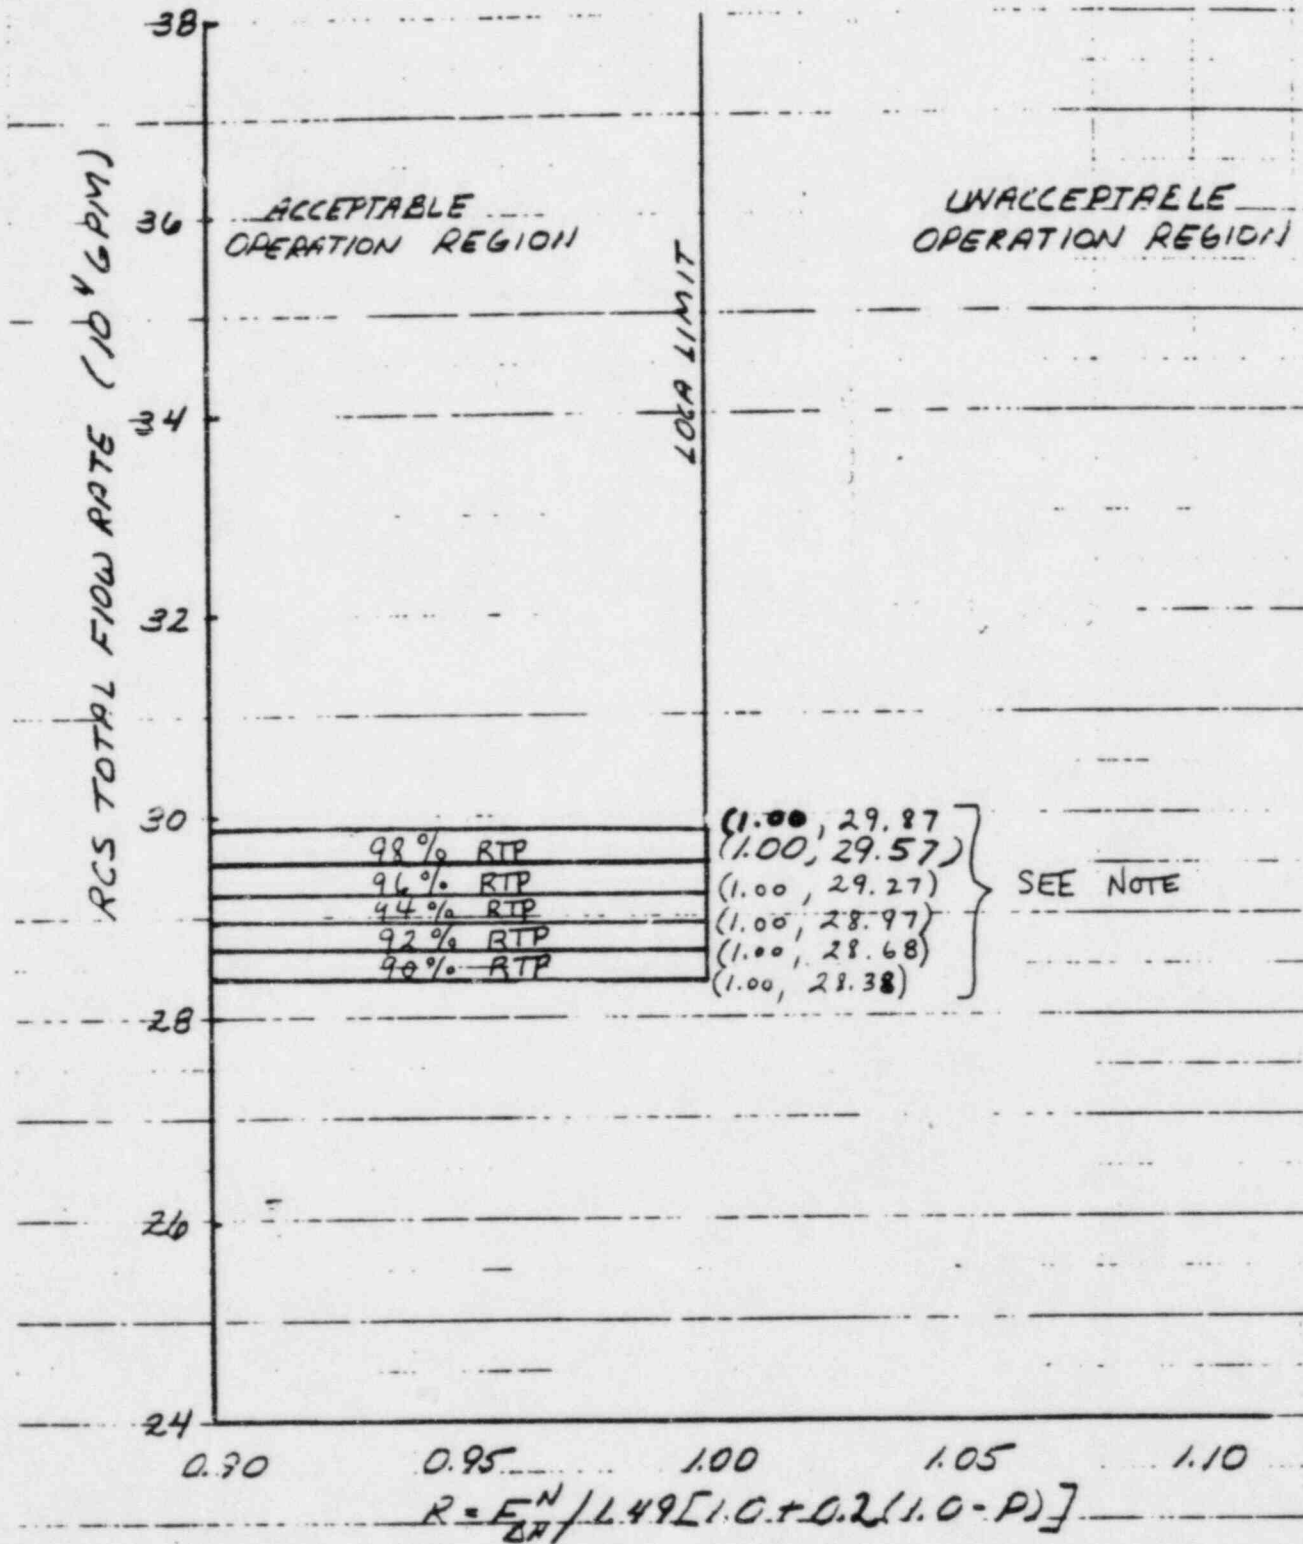 38
ACCEPTABLE
OPERATION REGION
UNACCEPTABLE
OPERATION REGION
36
LOCA LIMIT
RCS TOTAL FLOW RATE (10⁴ GPM)
34
32
30
(1.00, 29.87
98% RTP
(1.00, 29.57)
96% RTP
(1.00, 29.27)
SEE NOTE
94% RTP
(1.00, 28.97)
92% RTP
(1.00, 28.68)
90% RTP
(1.00, 28.38)
28
26
24
0.90 0.95 1.00 1.05 1.10
R = F^N_ΔH / 1.49 [1.0 + 0.2 (1.0 - P)]